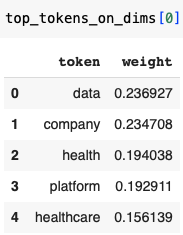 top_tokens_on_dims[0]
token weight
0 data 0.236927
1 company 0.234708
2 health 0.194038
3 platform 0.192911
4 healthcare 0.156139